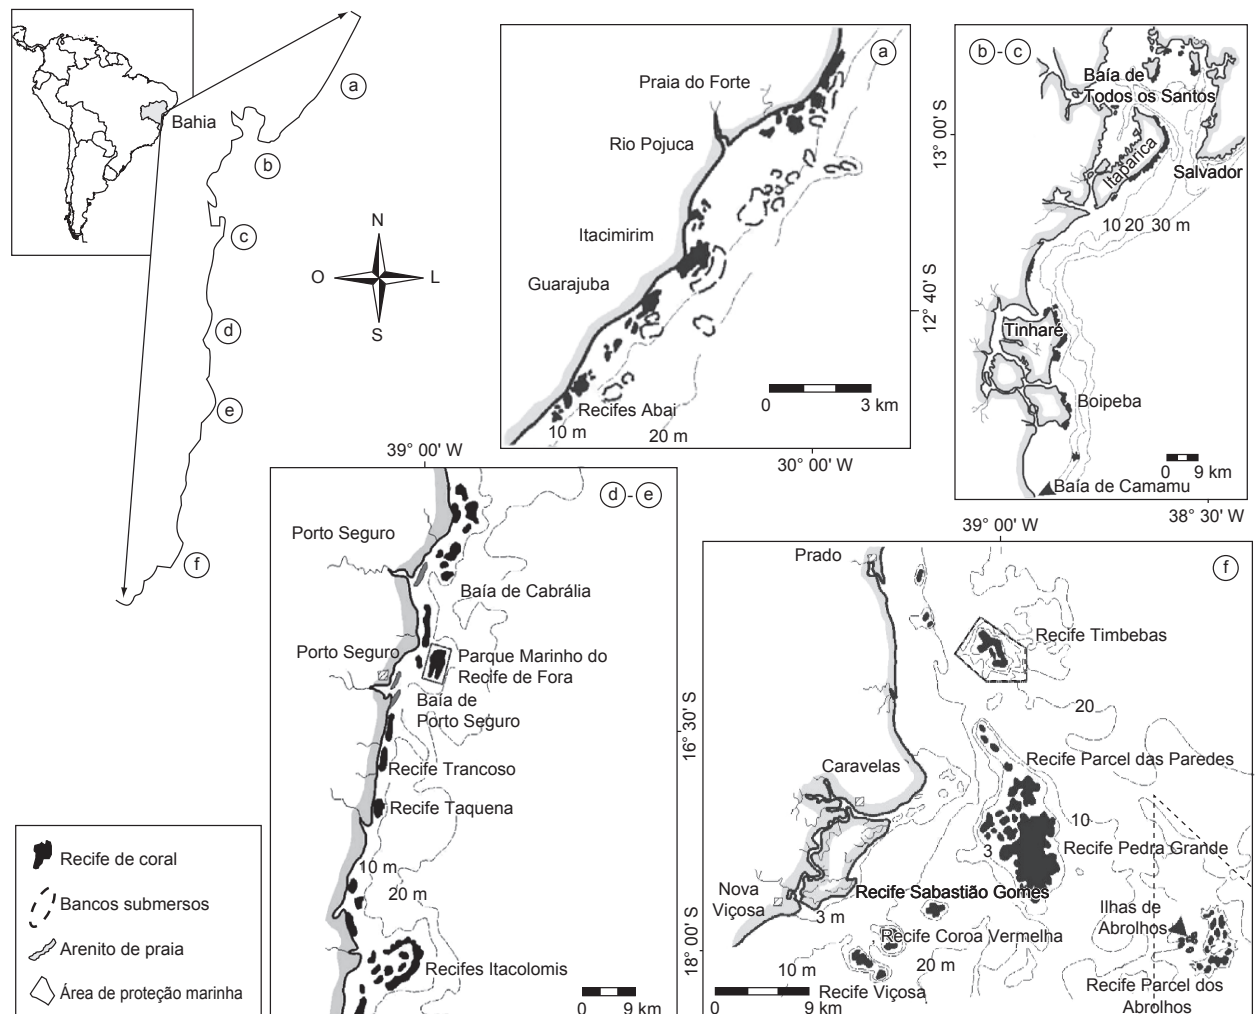 Bahia
a
b
c
d
e
f
N
O
L
S
a
Praia do Forte
Rio Pojuca
Itacimirim
Guarajuba
Recifes Abai
10 m
20 m
0
3 km
12° 40' S
30° 00' W
b - c
Baía de
Todos os Santos
Itaparica
Salvador
10 20 30 m
Tinharé
Boipeba
0
9 km
Baía de Camamu
13° 00' S
38° 30' W
39° 00' W
d - e
Porto Seguro
Baía de Cabrália
Porto Seguro
Parque Marinho do
Recife de Fora
Baía de
Porto Seguro
Recife Trancoso
Recife Taquena
10 m
20 m
Recifes Itacolomis
0
9 km
16° 30' S
18° 00' S
39° 00' W
f
Prado
Recife Timbebas
20
Caravelas
Recife Parcel das Paredes
10
3
Recife Pedra Grande
Nova
Viçosa
Recife Sabastião Gomes
3 m
Ilhas de
Abrolhos
Recife Coroa Vermelha
10 m
20 m
Recife Viçosa
Recife Parcel dos
Abrolhos
0
9 km
Recife de coral
Bancos submersos
Arenito de praia
Área de proteção marinha